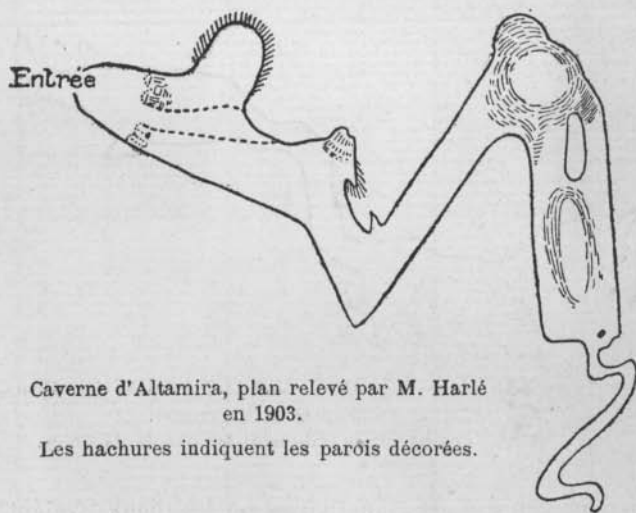 Entrée
Caverne d'Altamira, plan relevé par M. Harlé
en 1903.
Les hachures indiquent les parois décorées.